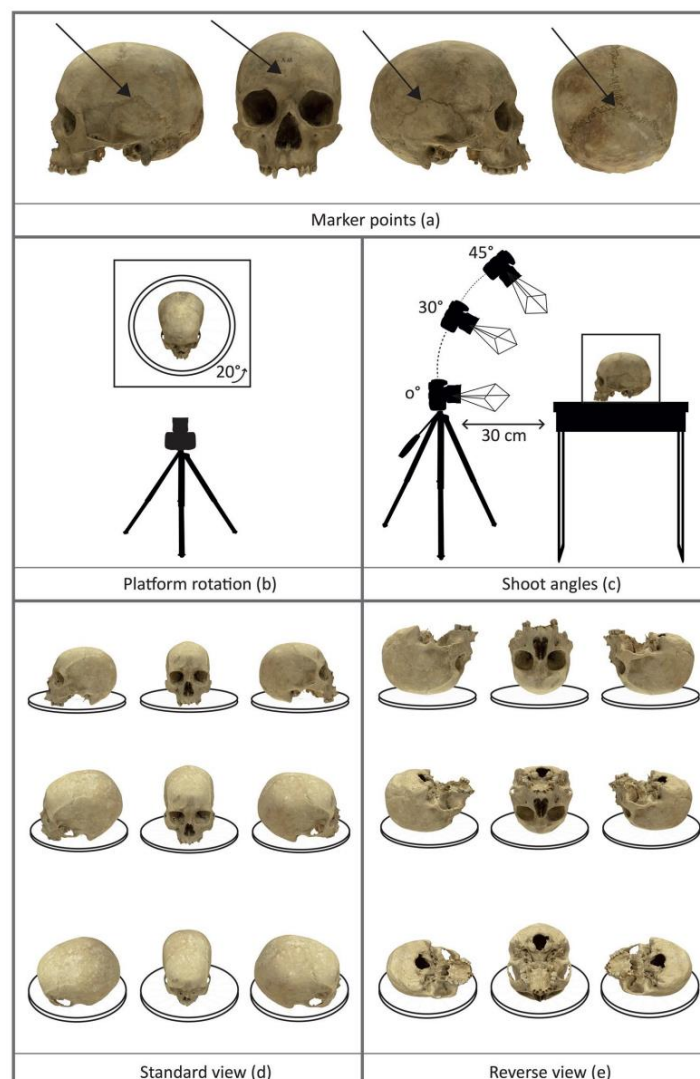 Marker points (a)
20°
Platform rotation (b)
45°
30°
0°
30 cm
Shoot angles (c)
Standard view (d)
Reverse view (e)